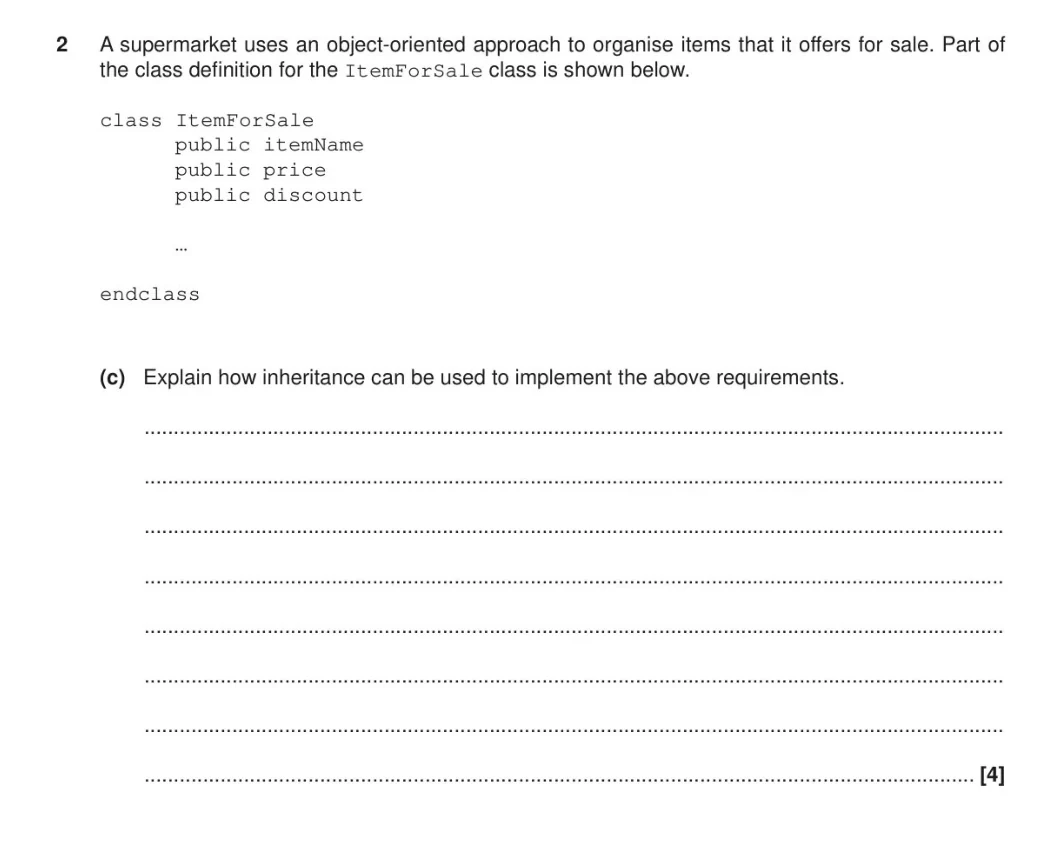 2 A supermarket uses an object-oriented approach to organise items that it offers for sale. Part of
the class definition for the ItemForSale class is shown below.
class ItemForSale
public itemName
public price
public discount
...
endclass
(c) Explain how inheritance can be used to implement the above requirements.
[4]